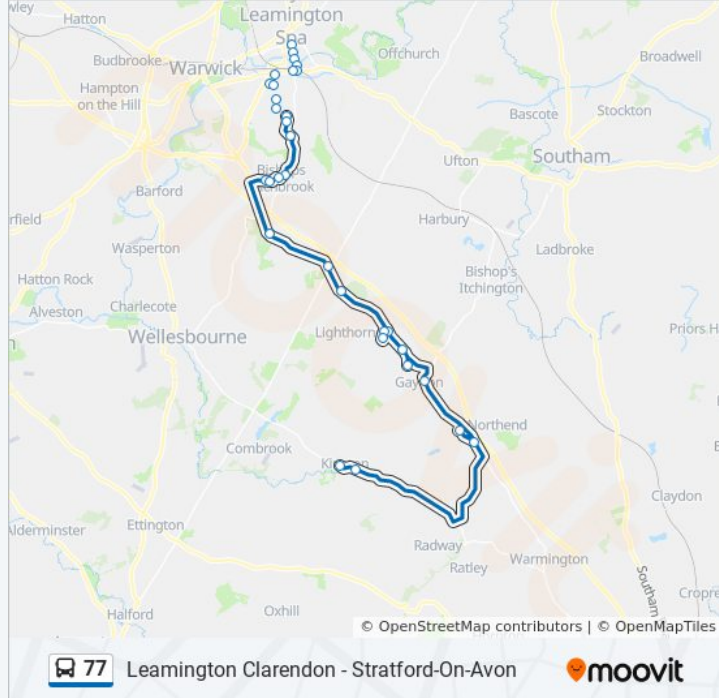 Leamington
Spa
Hatton
Offchurch
Broadwell
Budbrooke
Warwick
Hampton
on the Hill
Stockton
Bascote
Southam
Ufton
Barford
Harbury
Wasperton
Ladbroke
Bishop's
Itchington
Hatton Rock
Charlecote
Alveston
Wellesbourne
Priors H
Gaydon
Northend
Combrook
Claydon
Ettington
Alderminster
Radway
Warmington
Ratley
Southam
Cropre
Halford
Oxhill
© OpenStreetMap contributors | © OpenMapTiles
77 Leamington Clarendon - Stratford-On-Avon
moovit